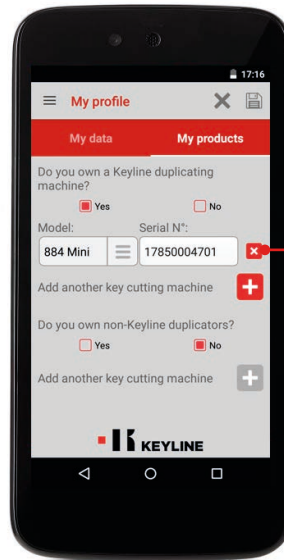 17:16
My profile
My data My products
Do you own a Keyline duplicating
machine?
Yes No
Model: Serial N°:
884 Mini 17850004701
Add another key cutting machine
Do you own non-Keyline duplicators?
Yes No
Add another key cutting machine
KEYLINE